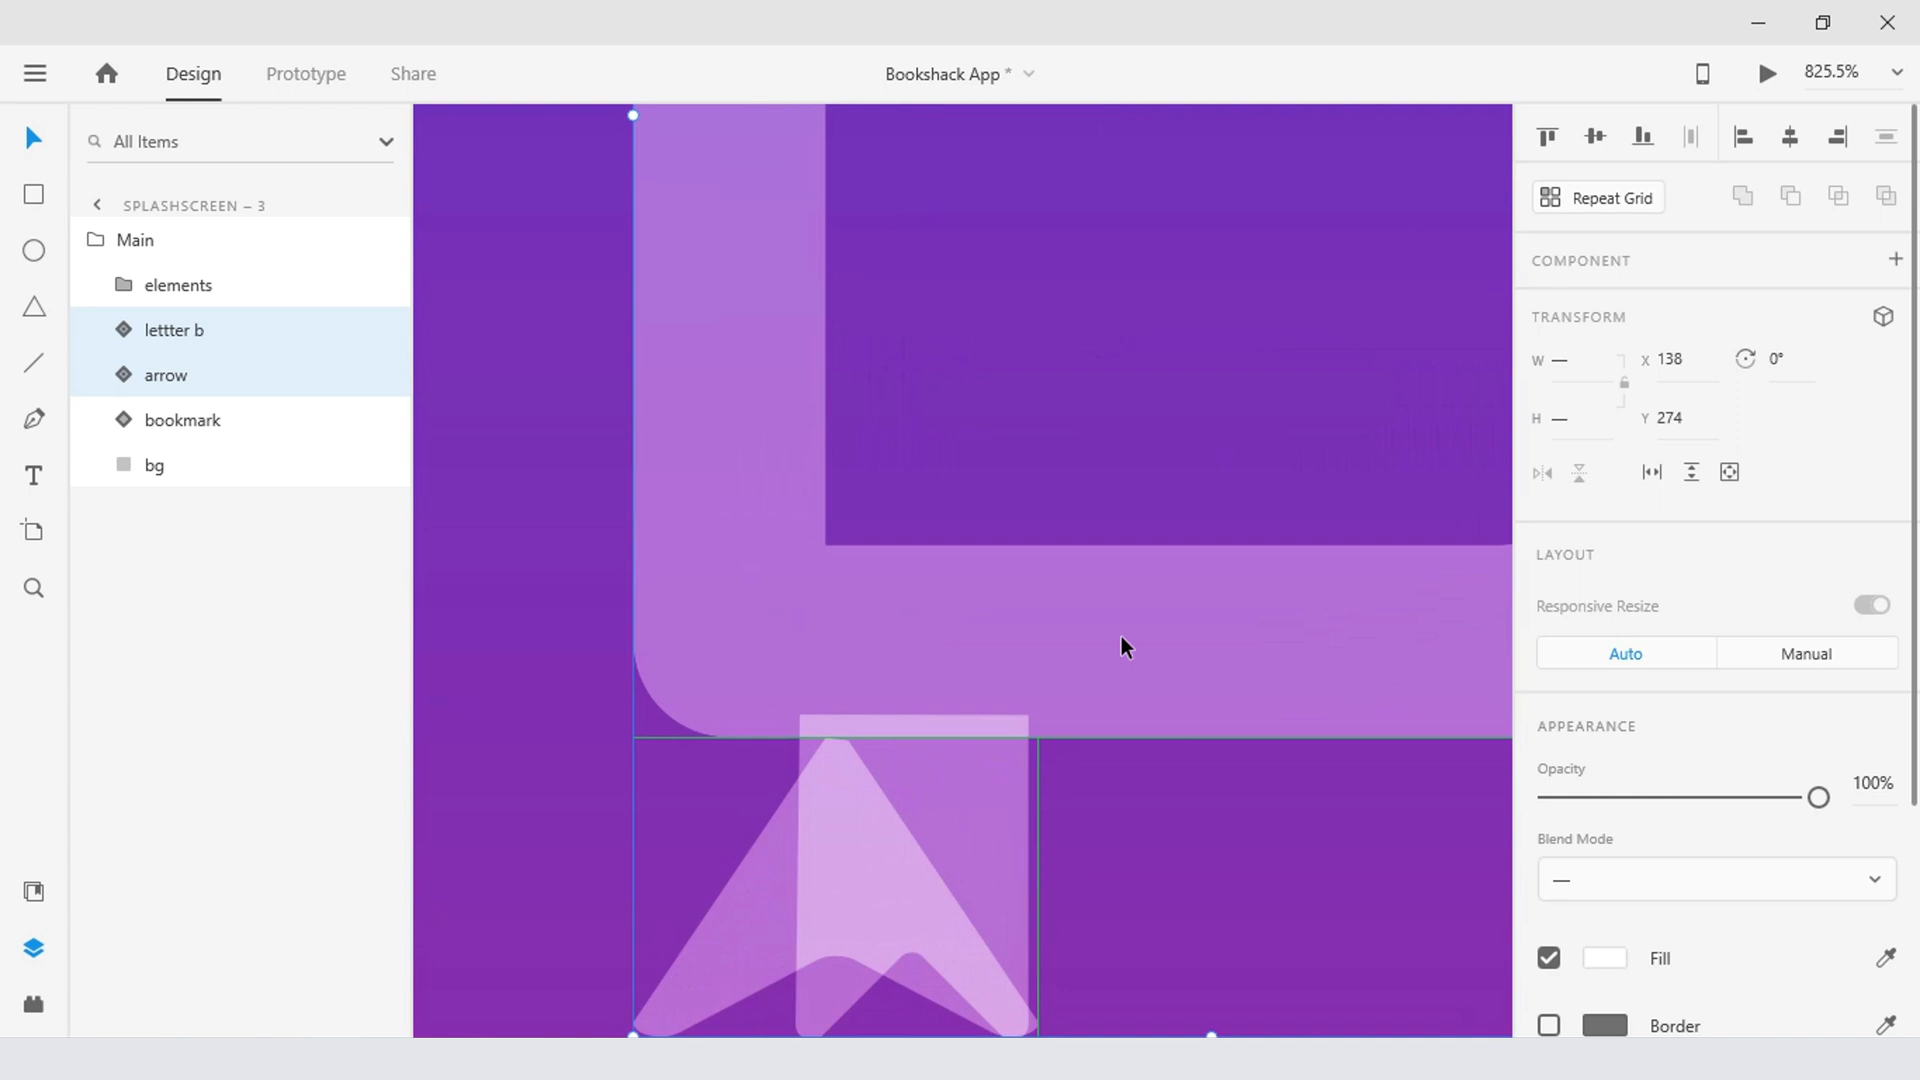 Design Prototype Share Bookshack App * 825.5%
All Items
SPLASHSCREEN – 3
Main
elements
lettter b
arrow
bookmark
bg
Repeat Grid
COMPONENT
TRANSFORM
W — X 138 0°
H — Y 274
LAYOUT
Responsive Resize
Auto Manual
APPEARANCE
Opacity
100%
Blend Mode
—
Fill
Border